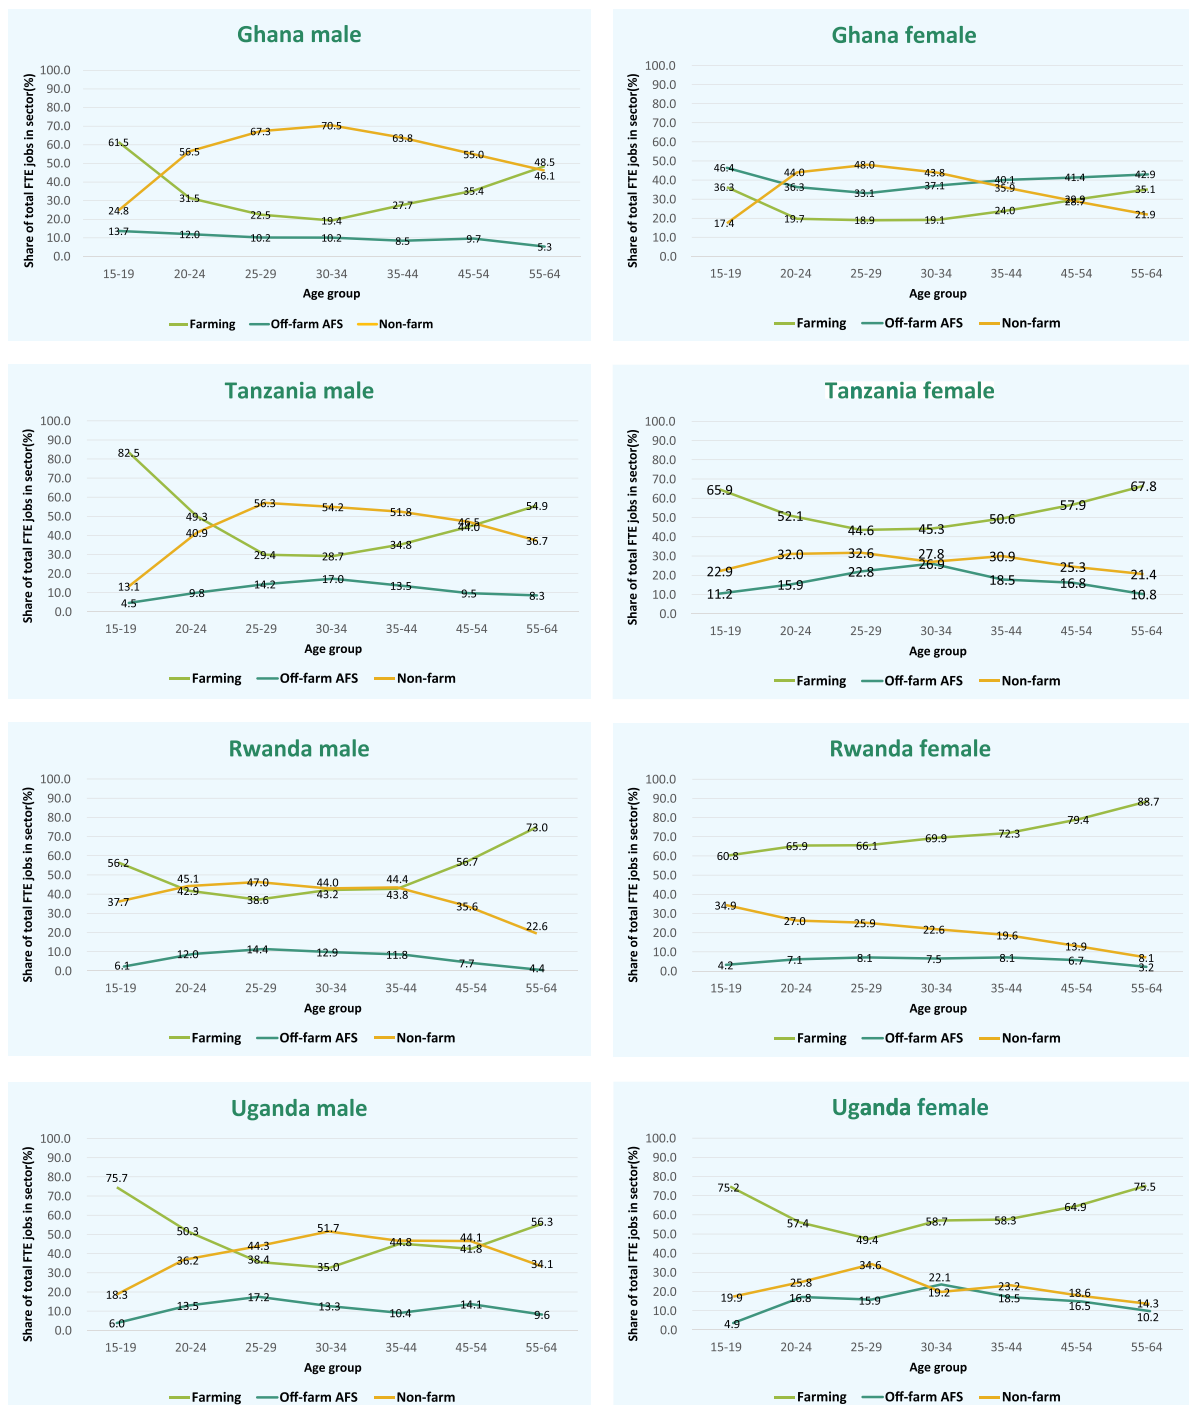 Ghana male
Share of total FTE jobs in sector(%)
100.0
90.0
80.0
70.0
60.0
50.0
40.0
30.0
20.0
10.0
0.0
61.5 31.5 22.5 19.4 27.7 35.4 48.5
24.8 56.5 67.3 70.5 63.8 55.0 46.1
13.7 12.0 10.2 10.2 8.5 9.7 5.3
15-19 20-24 25-29 30-34 35-44 45-54 55-64
Age group
Farming Off-farm AFS Non-farm
Ghana female
Share of total FTE jobs in sector(%)
100.0
90.0
80.0
70.0
60.0
50.0
40.0
30.0
20.0
10.0
0.0
46.4 36.3 33.1 37.1 40.1 41.4 42.9
36.3 19.7 18.9 19.1 24.0 29.9 35.1
17.4 44.0 48.0 43.8 35.9 28.7 21.9
15-19 20-24 25-29 30-34 35-44 45-54 55-64
Age group
Farming Off-farm AFS Non-farm
Tanzania male
Share of total FTE jobs in sector(%)
100.0
90.0
80.0
70.0
60.0
50.0
40.0
30.0
20.0
10.0
0.0
82.5 49.3 29.4 28.7 34.8 44.0 54.9
13.1 40.9 56.3 54.2 51.8 46.5 36.7
4.5 9.8 14.2 17.0 13.5 9.5 8.3
15-19 20-24 25-29 30-34 35-44 45-54 55-64
Age group
Farming Off-farm AFS Non-farm
Tanzania female
Share of total FTE jobs in sector(%)
100.0
90.0
80.0
70.0
60.0
50.0
40.0
30.0
20.0
10.0
0.0
65.9 52.1 44.6 45.3 50.6 57.9 67.8
22.9 32.0 32.6 27.8 30.9 25.3 21.4
11.2 15.9 22.8 26.9 18.5 16.8 10.8
15-19 20-24 25-29 30-34 35-44 45-54 55-64
Age group
Farming Off-farm AFS Non-farm
Rwanda male
Share of total FTE jobs in sector(%)
100.0
90.0
80.0
70.0
60.0
50.0
40.0
30.0
20.0
10.0
0.0
56.2 42.9 38.6 43.2 44.4 56.7 73.0
37.7 45.1 47.0 44.0 43.8 35.6 22.6
6.1 12.0 14.4 12.9 11.8 7.7 4.4
15-19 20-24 25-29 30-34 35-44 45-54 55-64
Age group
Farming Off-farm AFS Non-farm
Rwanda female
Share of total FTE jobs in sector(%)
100.0
90.0
80.0
70.0
60.0
50.0
40.0
30.0
20.0
10.0
0.0
60.8 65.9 66.1 69.9 72.3 79.4 88.7
34.9 27.0 25.9 22.6 19.6 13.9 8.1
4.2 7.1 8.1 7.5 8.1 6.7 3.2
15-19 20-24 25-29 30-34 35-44 45-54 55-64
Age group
Farming Off-farm AFS Non-farm
Uganda male
Share of total FTE jobs in sector(%)
100.0
90.0
80.0
70.0
60.0
50.0
40.0
30.0
20.0
10.0
0.0
75.7 50.3 38.4 35.0 44.8 41.8 56.3
18.3 36.2 44.3 51.7 44.1 34.1
6.0 13.5 17.2 13.3 10.4 14.1 9.6
15-19 20-24 25-29 30-34 35-44 45-54 55-64
Age group
Farming Off-farm AFS Non-farm
Uganda female
Share of total FTE jobs in sector(%)
100.0
90.0
80.0
70.0
60.0
50.0
40.0
30.0
20.0
10.0
0.0
75.2 57.4 49.4 58.7 58.3 64.9 75.5
19.9 25.8 34.6 19.2 23.2 18.6 14.3
4.9 16.8 15.9 22.1 18.5 16.5 10.2
15-19 20-24 25-29 30-34 35-44 45-54 55-64
Age group
Farming Off-farm AFS Non-farm